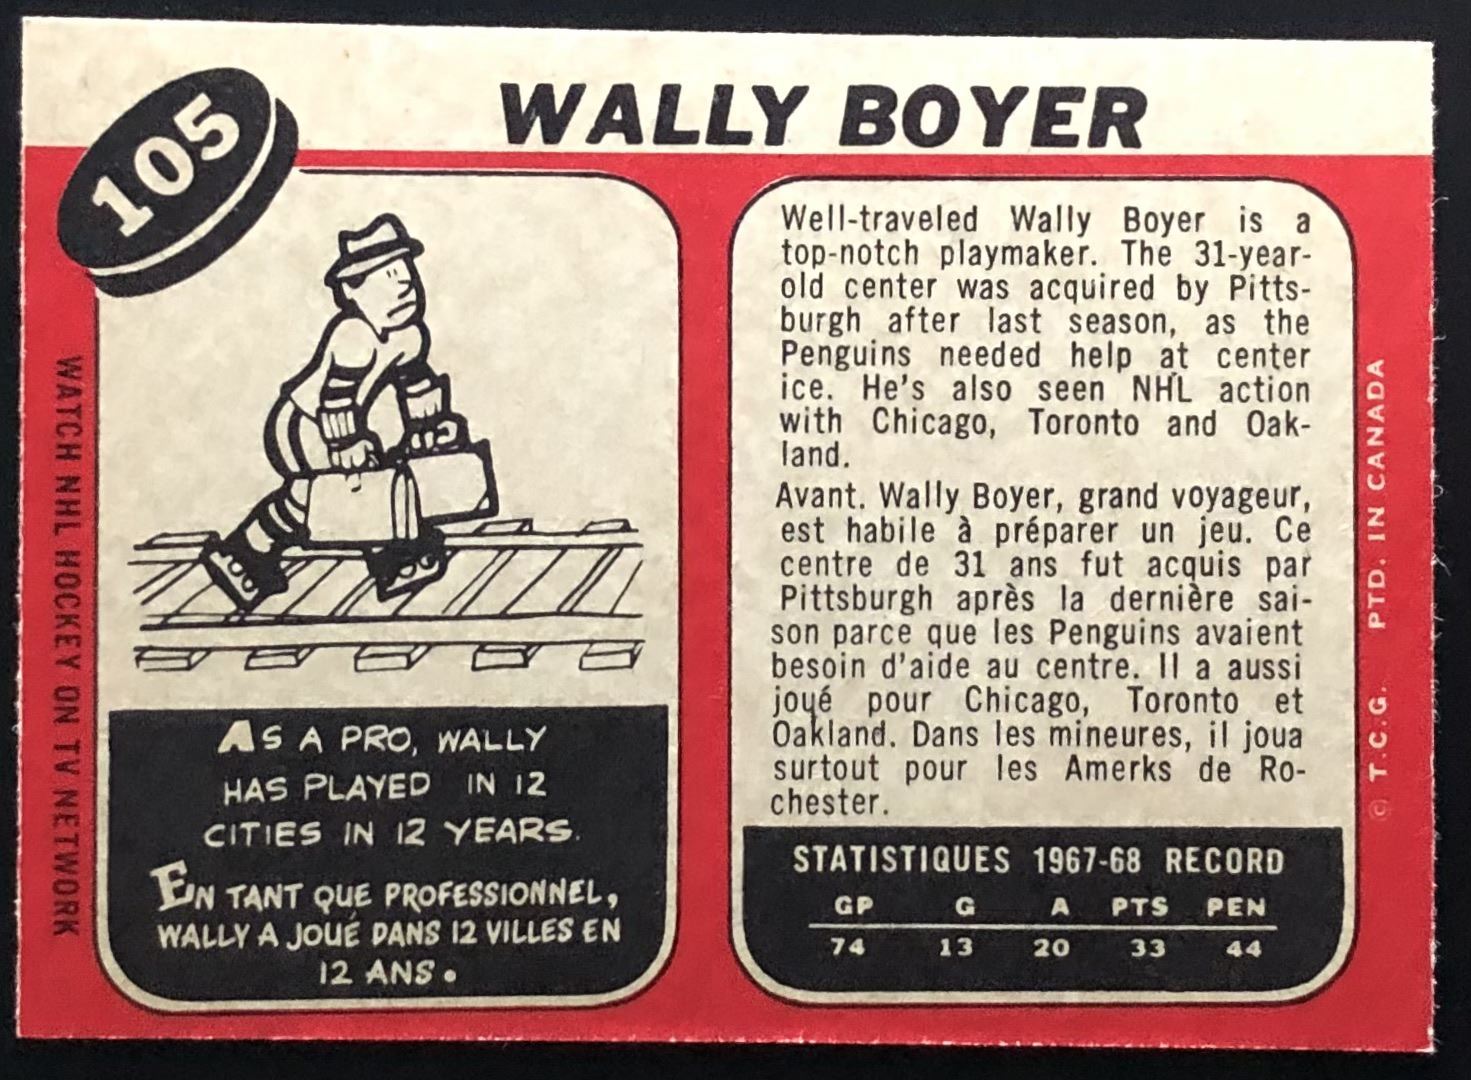 105
WALLY BOYER
WATCH NHL HOCKEY ON TV NETWORK
AS A PRO, WALLY
HAS PLAYED IN 12
CITIES IN 12 YEARS.
EN TANT QUE PROFESSIONNEL,
WALLY A JOUÉ DANS 12 VILLES EN
12 ANS.
Well-traveled Wally Boyer is a
top-notch playmaker. The 31-year-
old center was acquired by Pitts-
burgh after last season, as the
Penguins needed help at center
ice. He's also seen NHL action
with Chicago, Toronto and Oak-
land.
Avant. Wally Boyer, grand voyageur,
est habile à préparer un jeu. Ce
centre de 31 ans fut acquis par
Pittsburgh après la dernière sai-
son parce que les Penguins avaient
besoin d'aide au centre. Il a aussi
joué pour Chicago, Toronto et
Oakland. Dans les mineures, il joua
surtout pour les Amerks de Ro-
chester.
STATISTIQUES 1967-68 RECORD
GP G A PTS PEN
74 13 20 33 44
© T.C.G. PTD. IN CANADA